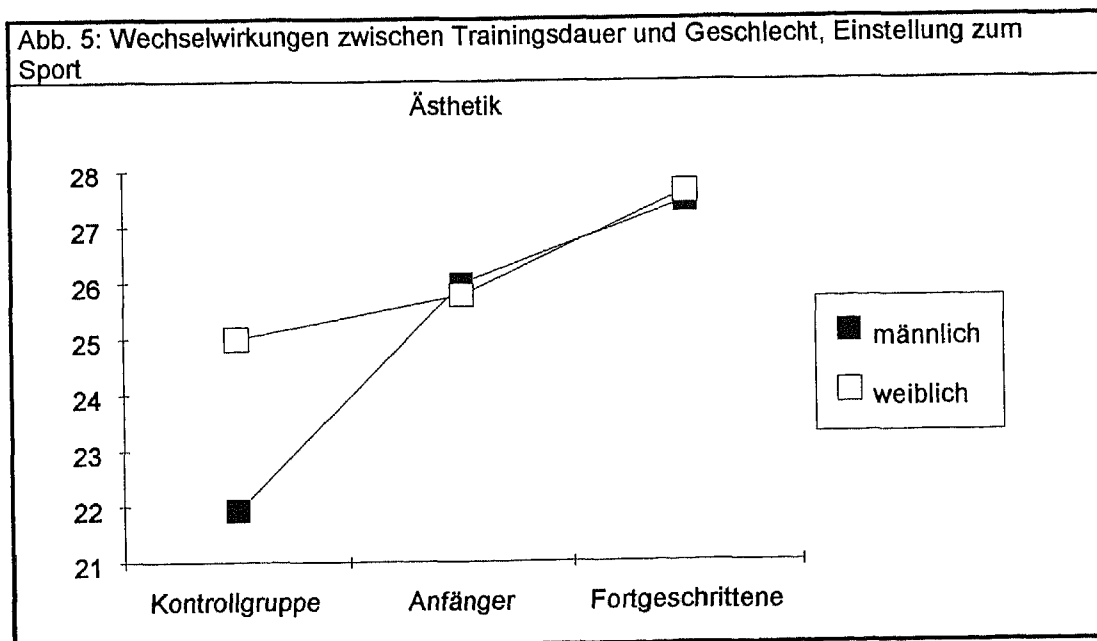 Abb. 5: Wechselwirkungen zwischen Trainingsdauer und Geschlecht, Einstellung zum
Sport
Ästhetik
28
27
26
25
24
23
22
21
Kontrollgruppe Anfänger Fortgeschrittene
männlich
weiblich